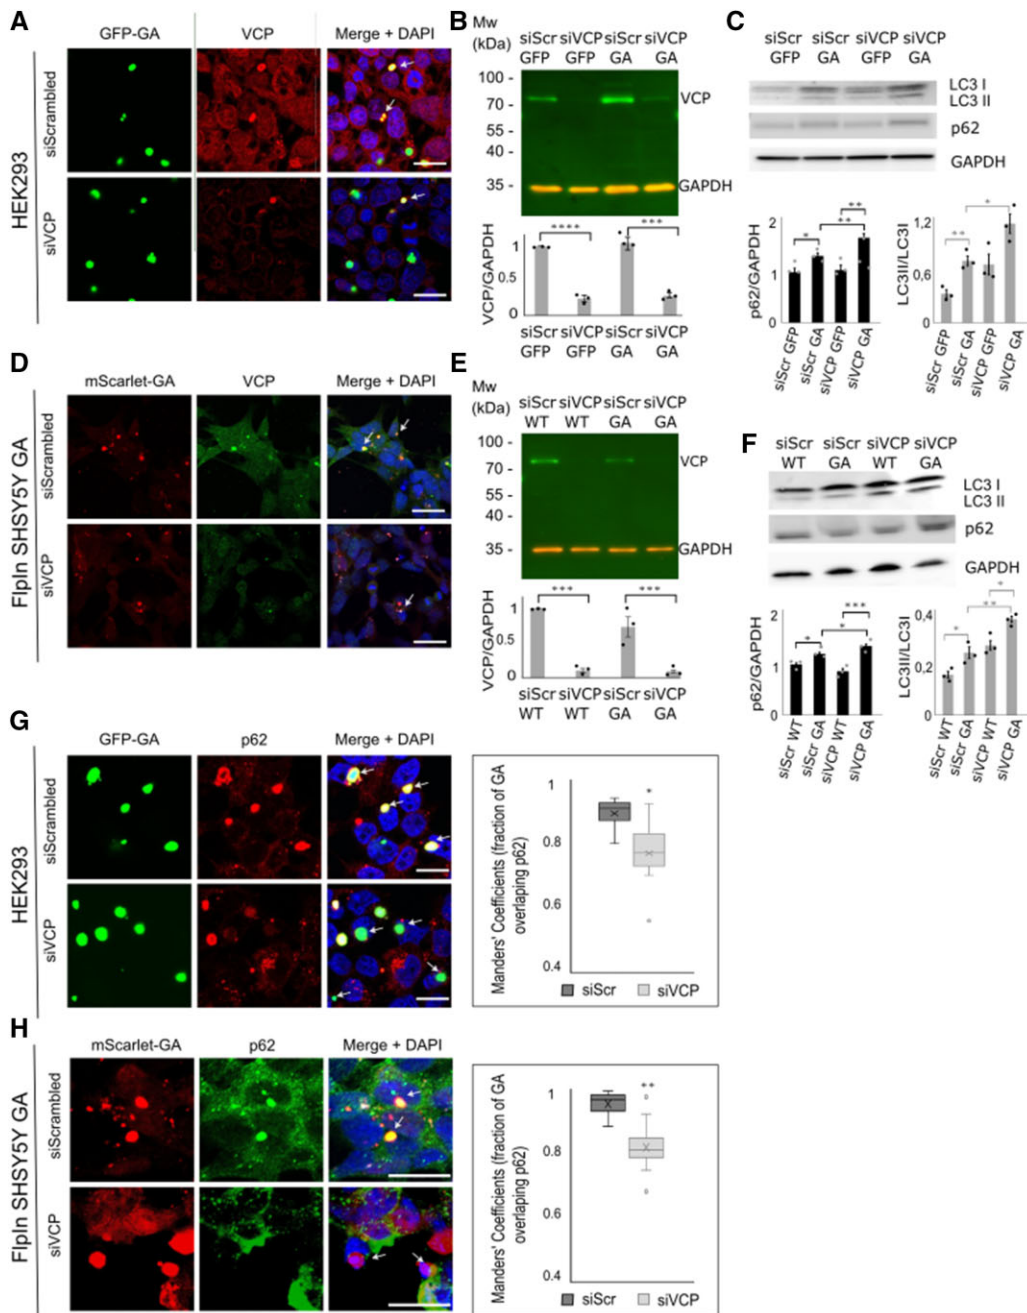 A
GFP-GA
VCP
Merge + DAPI
HEK293
siScrambled
siVCP
B
Mw
(kDa)
siScr siVCP siScr siVCP
GFP GFP GA GA
100 -
70 -
55 -
40 -
35 -
VCP
GAPDH
VCP/GAPDH
1
0.5
0
****
***
siScr siVCP siScr siVCP
GFP GFP GA GA
C
siScr siScr siVCP siVCP
GFP GA GFP GA
LC3 I
LC3 II
p62
GAPDH
p62/GAPDH
2
1
0
*
**
**
siScr GFP
siScr GA
siVCP GFP
siVCP GA
LC3II/LC3I
1.2
0,6
0
**
*
siScr GFP
siScr GA
siVCP GFP
siVCP GA
D
mScarlet-GA
VCP
Merge + DAPI
FlpIn SHSY5Y GA
siScrambled
siVCP
E
Mw
(kDa)
siScr siVCP siScr siVCP
WT WT GA GA
100 -
70 -
55 -
40 -
35 -
VCP
GAPDH
VCP/GAPDH
1
0.5
0
***
***
siScr siVCP siScr siVCP
WT WT GA GA
F
siScr siScr siVCP siVCP
WT GA WT GA
LC3 I
LC3 II
p62
GAPDH
p62/GAPDH
2
1
0
*
*
***
siScr WT
siScr GA
siVCP WT
siVCP GA
LC3II/LC3I
0.4
0,2
0
*
**
*
siScr WT
siScr GA
siVCP WT
siVCP GA
G
GFP-GA
p62
Merge + DAPI
HEK293
siScrambled
siVCP
Manders' Coefficients (fraction of GA
overlaping p62)
1
0.8
0.6
0.4
*
siScr
siVCP
H
mScarlet-GA
p62
Merge + DAPI
FlpIn SHSY5Y GA
siScrambled
siVCP
Manders' Coefficients (fraction of GA
overlaping p62)
1
0.8
0.6
0.4
**
siScr
siVCP